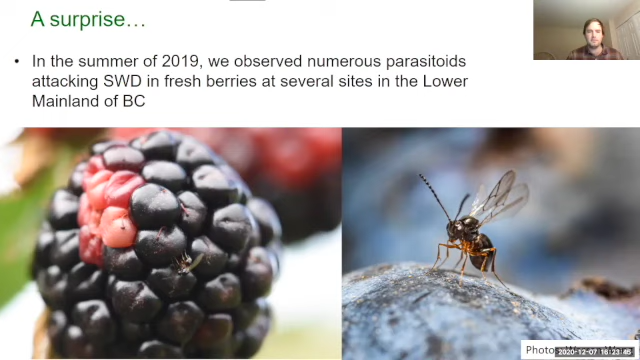 A surprise…
• In the summer of 2019, we observed numerous parasitoids
attacking SWD in fresh berries at several sites in the Lower
Mainland of BC
Photo
2020-12-07 16:23:46